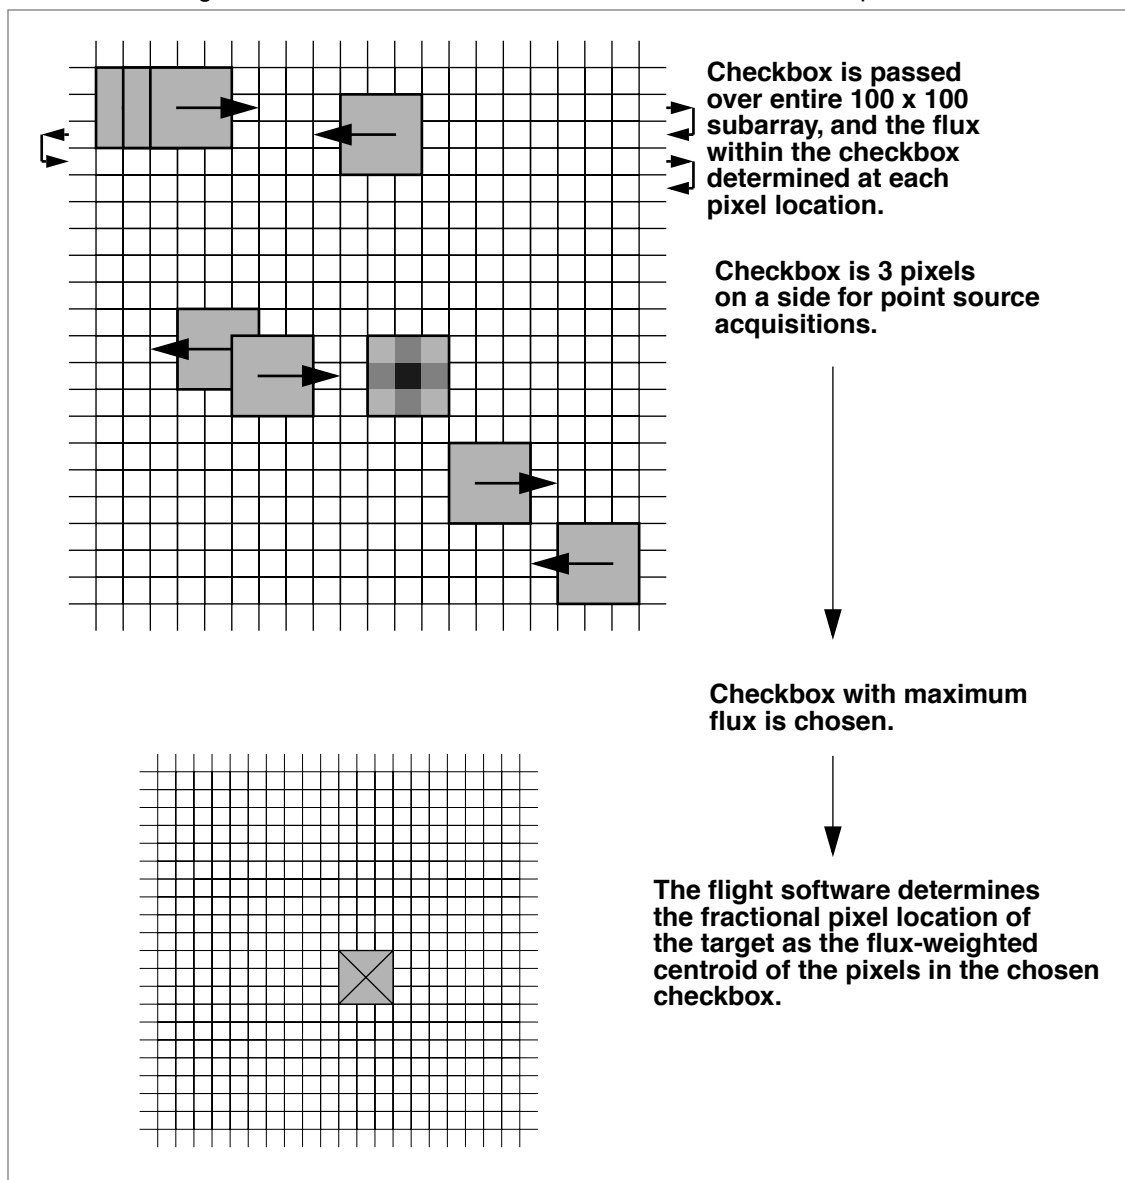 Checkbox is passed
over entire 100 x 100
subarray, and the flux
within the checkbox
determined at each
pixel location.
Checkbox is 3 pixels
on a side for point source
acquisitions.
Checkbox with maximum
flux is chosen.
The flight software determines
the fractional pixel location of
the target as the flux-weighted
centroid of the pixels in the chosen
checkbox.